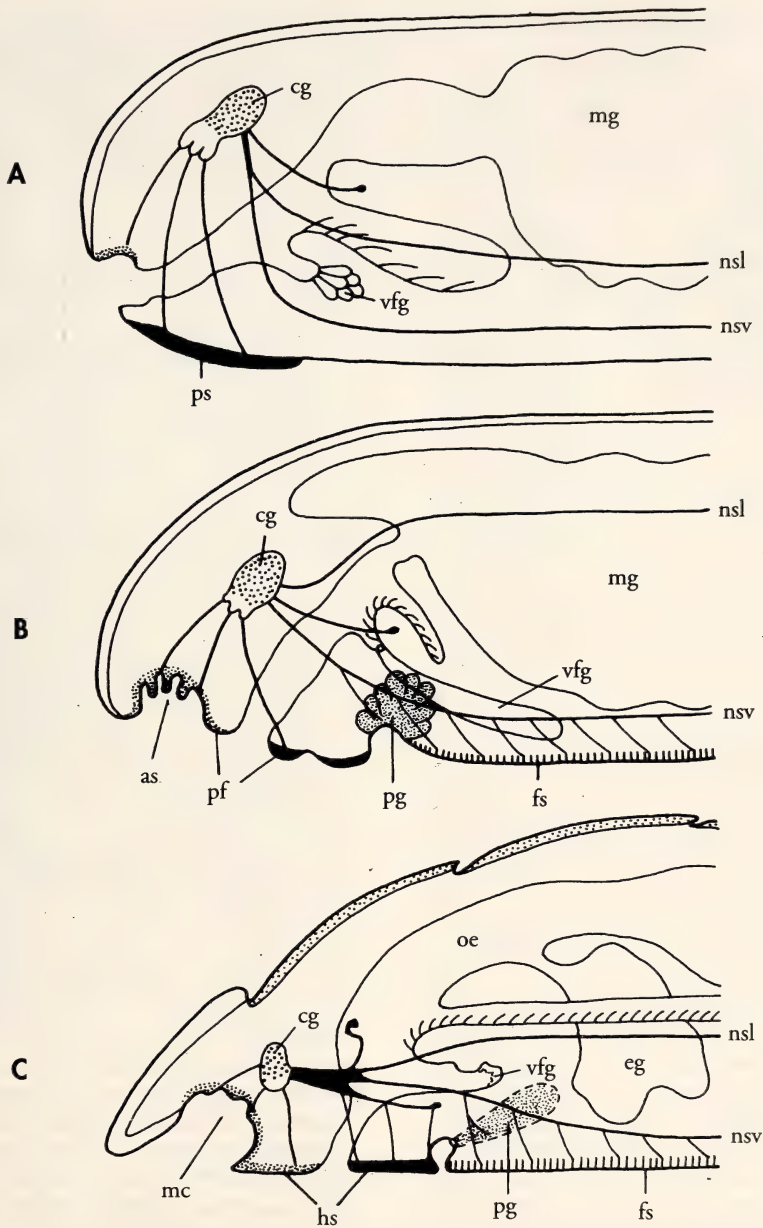 cg
mg
A
nsl
vfg
nsv
ps
cg
nsl
mg
B
vfg
nsv
as
pf
pg
fs
oe
cg
nsl
C
vfg
eg
nsv
mc
hs
pg
fs